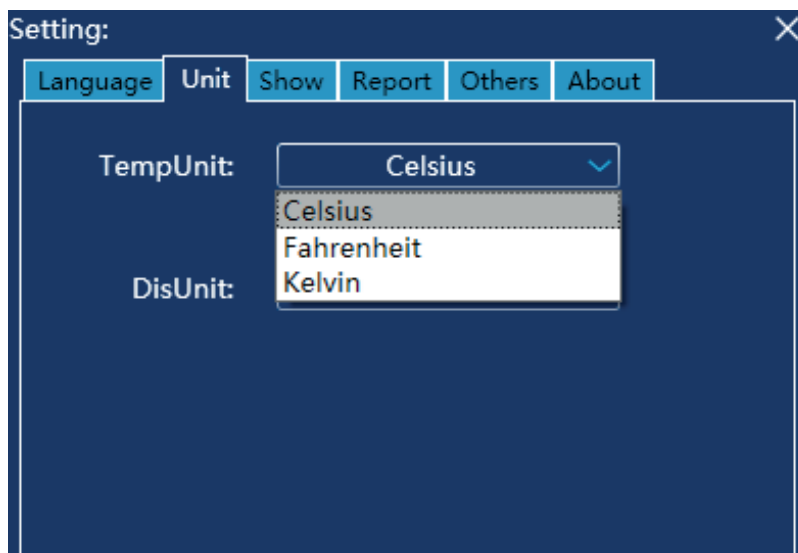 Setting:
Language Unit Show Report Others About
TempUnit: Celsius
Celsius
Fahrenheit
DisUnit: Kelvin